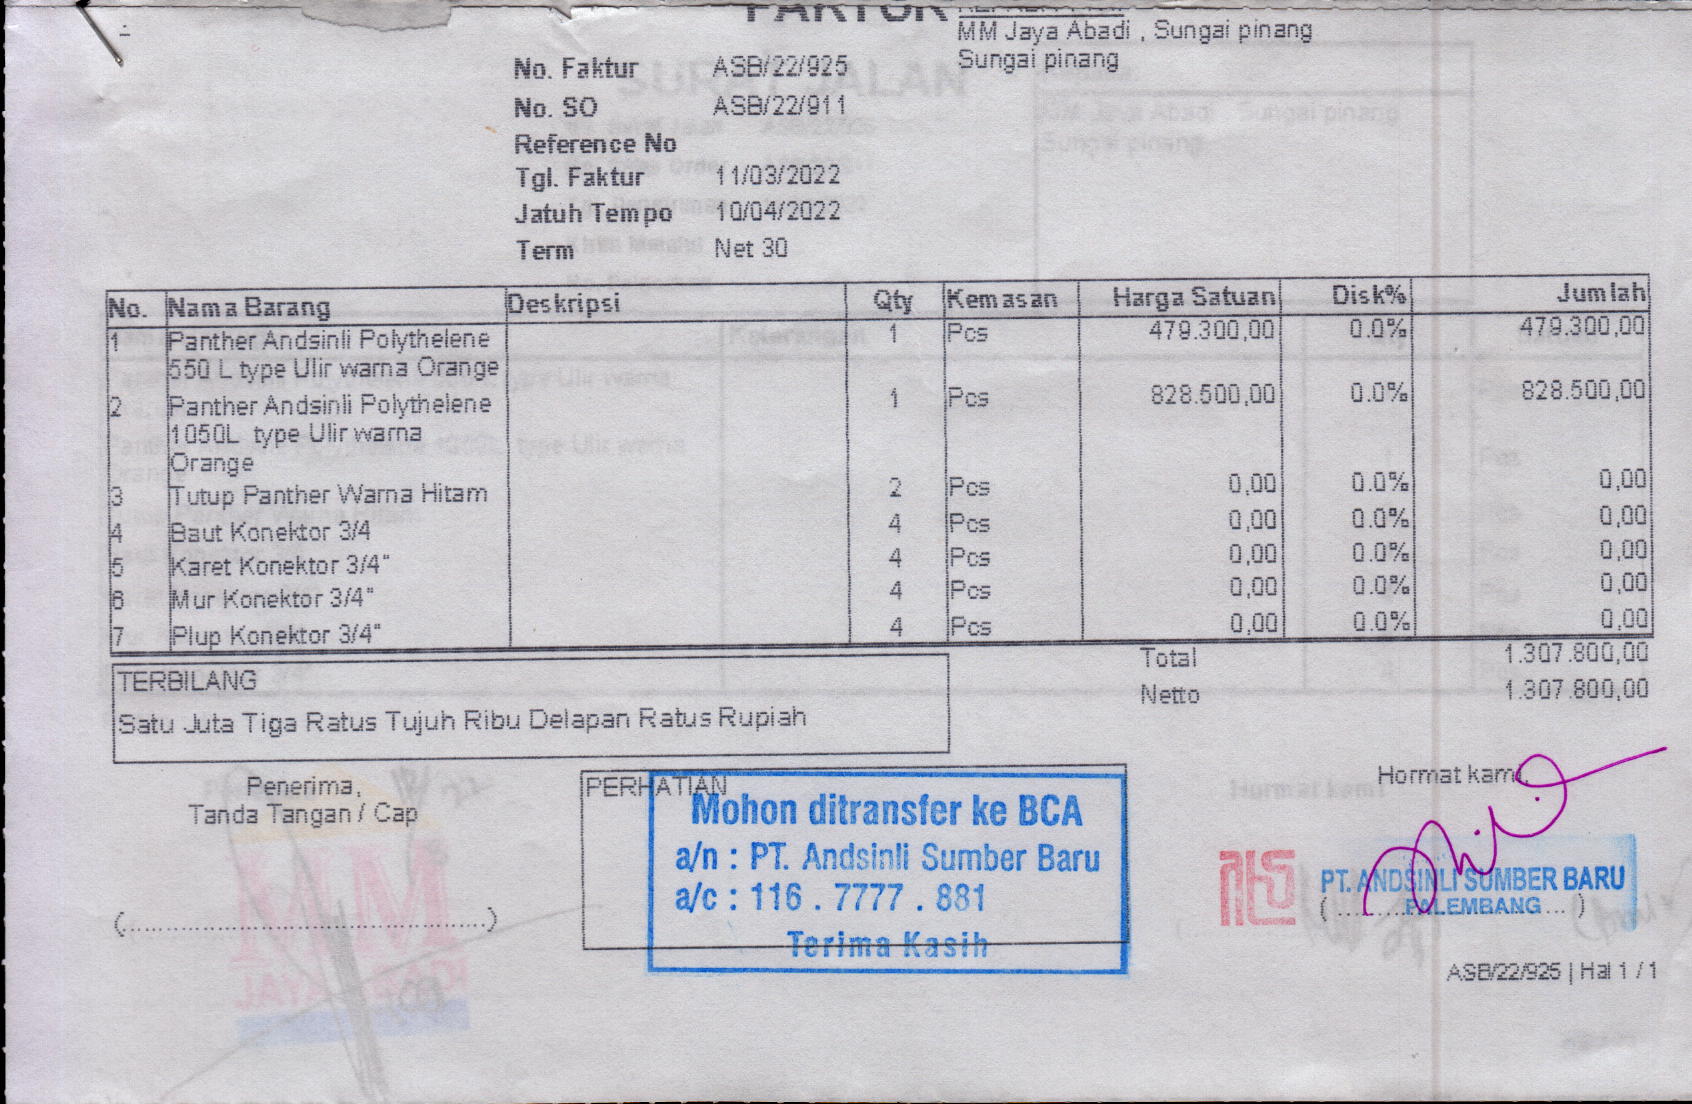 FAKTUR
MM Jaya Abadi , Sungai pinang
Sungai pinang
No. Faktur ASB/22/925
No. SO ASB/22/911
Reference No
Tgl. Faktur 11/03/2022
Jatuh Tempo 10/04/2022
Term Net 30
No. Nama Barang Deskripsi Qty Kemasan Harga Satuan Disk% Jumlah
1 Panther Andsinli Polythelene 1 Pcs 479.300,00 0.0% 479.300,00
550 L type Ulir warna Orange
2 Panther Andsinli Polythelene 1 Pcs 828.500,00 0.0% 828.500,00
1050L type Ulir warna
Orange
3 Tutup Panther Warna Hitam 2 Pcs 0,00 0.0% 0,00
4 Baut Konektor 3/4 4 Pcs 0,00 0.0% 0,00
5 Karet Konektor 3/4" 4 Pcs 0,00 0.0% 0,00
6 Mur Konektor 3/4" 4 Pcs 0,00 0.0% 0,00
7 Plup Konektor 3/4" 4 Pcs 0,00 0.0% 0,00
Total 1.307.800,00
Netto 1.307.800,00
TERBILANG
Satu Juta Tiga Ratus Tujuh Ribu Delapan Ratus Rupiah
Penerima,
Tanda Tangan / Cap
(................................................)
PERHATIAN
Mohon ditransfer ke BCA
a/n : PT. Andsinli Sumber Baru
a/c : 116 . 7777 . 881
Terima Kasih
Hormat kami,
PT. ANDSINLI SUMBER BARU
PALEMBANG
ASB/22/925 | Hal 1 / 1